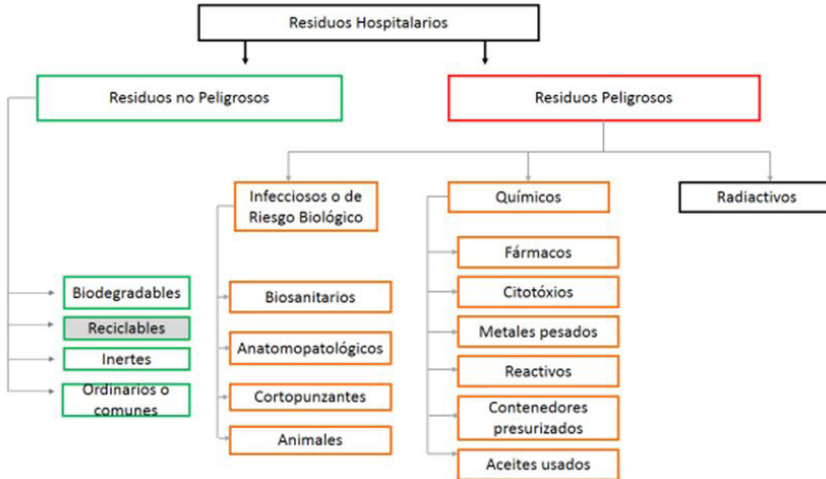 Residuos Hospitalarios
Residuos no Peligrosos
Residuos Peligrosos
Infecciosos o de
Riesgo Biológico
Químicos
Radiactivos
Biodegradables
Reciclables
Inertes
Ordinarios o
comunes
Biosanitarios
Anatomopatológicos
Cortopunzantes
Animales
Fármacos
Citotóxios
Metales pesados
Reactivos
Contenedores
presurizados
Aceites usados